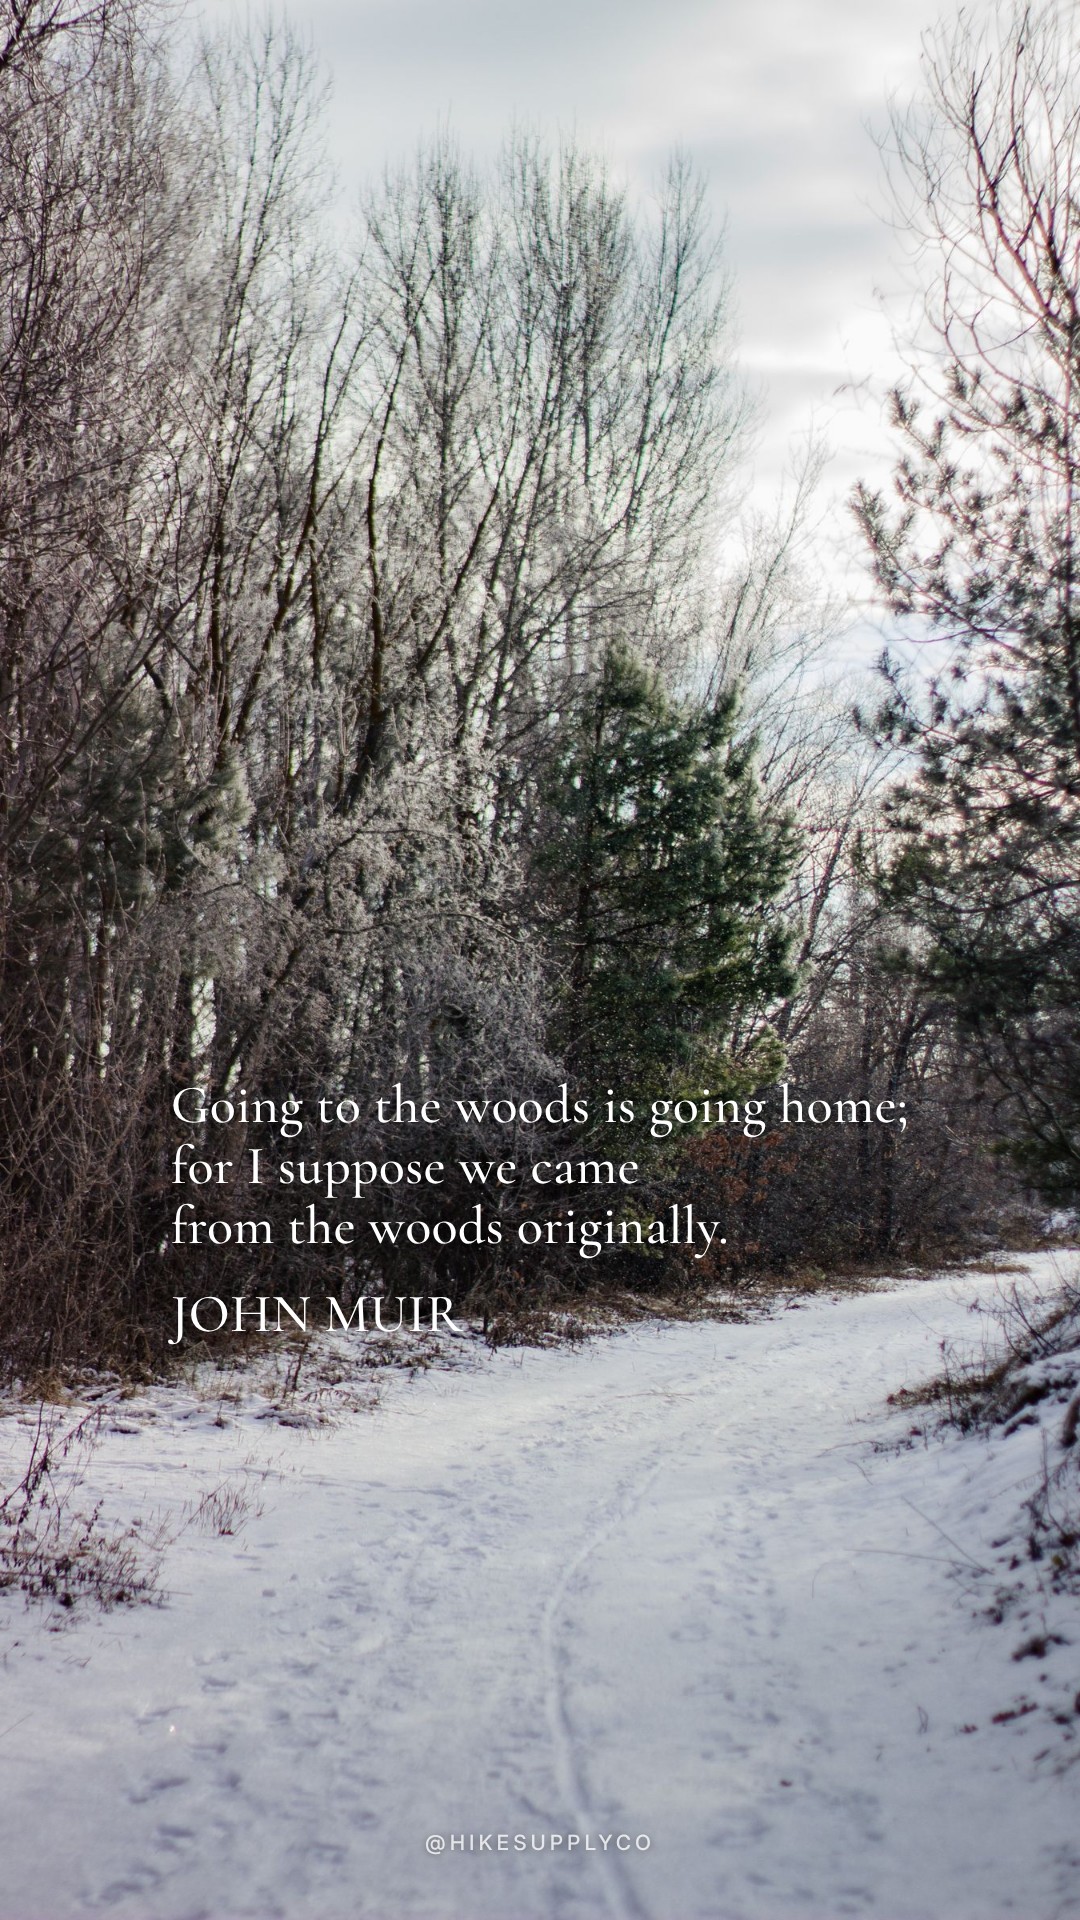 Going to the woods is going home;
for I suppose we came
from the woods originally.
JOHN MUIR
@HIKESUPPLYCO